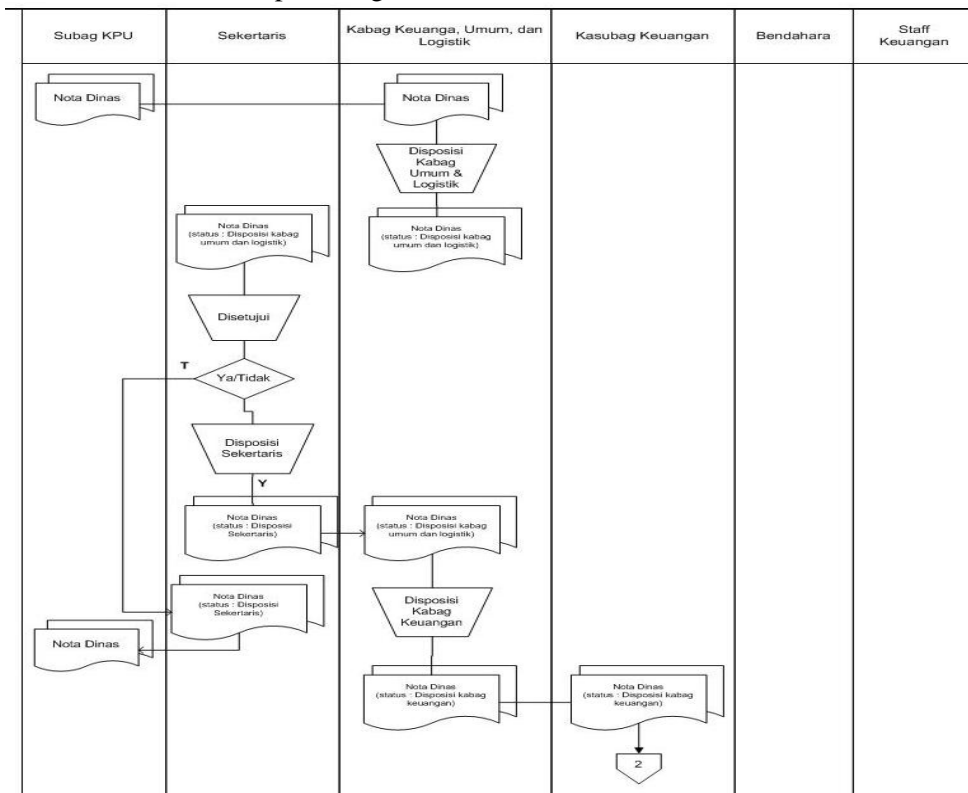 Subag KPU
Sekertaris
Kabag Keuanga, Umum, dan
Logistik
Kasubag Keuangan
Bendahara
Staff
Keuangan
Nota Dinas
Nota Dinas
Disposisi
Kabag
Umum &
Logistik
Nota Dinas
(status : Disposisi kabag
umum dan logistik)
Nota Dinas
(status : Disposisi kabag
umum dan logistik)
Disetujui
T
Ya/Tidak
Disposisi
Sekertaris
Y
Nota Dinas
(status : Disposisi
Sekertaris)
Nota Dinas
(status : Disposisi kabag
umum dan logistik)
Nota Dinas
(status : Disposisi
Sekertaris)
Disposisi
Kabag
Keuangan
Nota Dinas
Nota Dinas
(status : Disposisi kabag
keuangan)
Nota Dinas
(status : Disposisi kabag
keuangan)
2